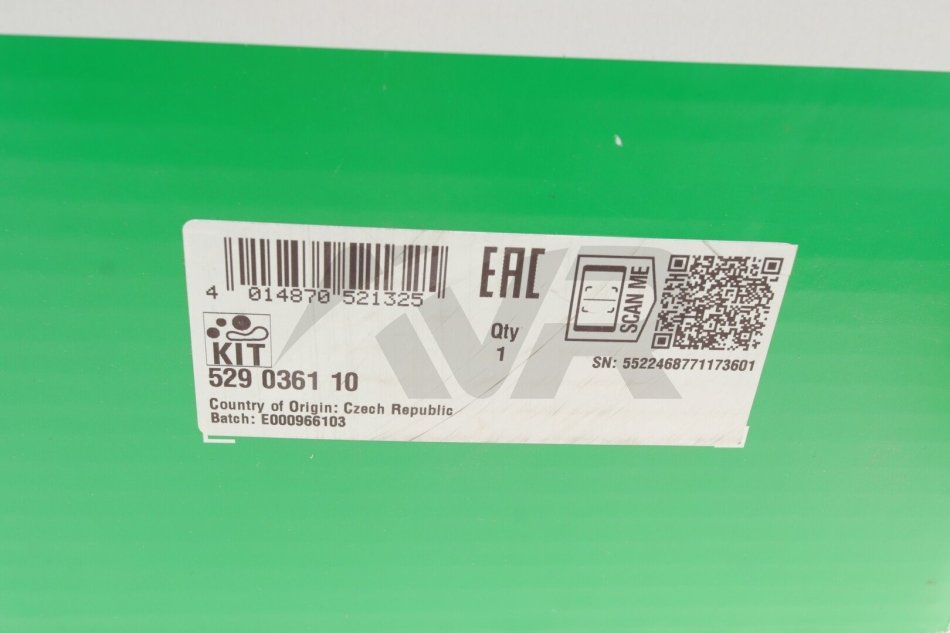 4 014870 521325
EAC
SCAN ME
KIT
Qty
1
529 0361 10
SN: 5522468771173601
Country of Origin: Czech Republic
Batch: E000966103